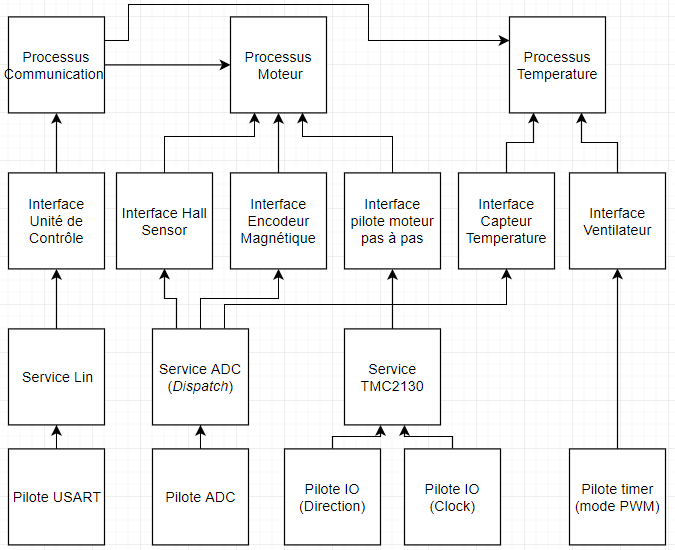 Processus
Communication
Processus
Moteur
Processus
Temperature
Interface
Unité de
Contrôle
Interface Hall
Sensor
Interface
Encodeur
Magnétique
Interface
pilote moteur
pas à pas
Interface
Capteur
Temperature
Interface
Ventilateur
Service Lin
Service ADC
(Dispatch)
Service
TMC2130
Pilote USART
Pilote ADC
Pilote IO
(Direction)
Pilote IO
(Clock)
Pilote timer
(mode PWM)